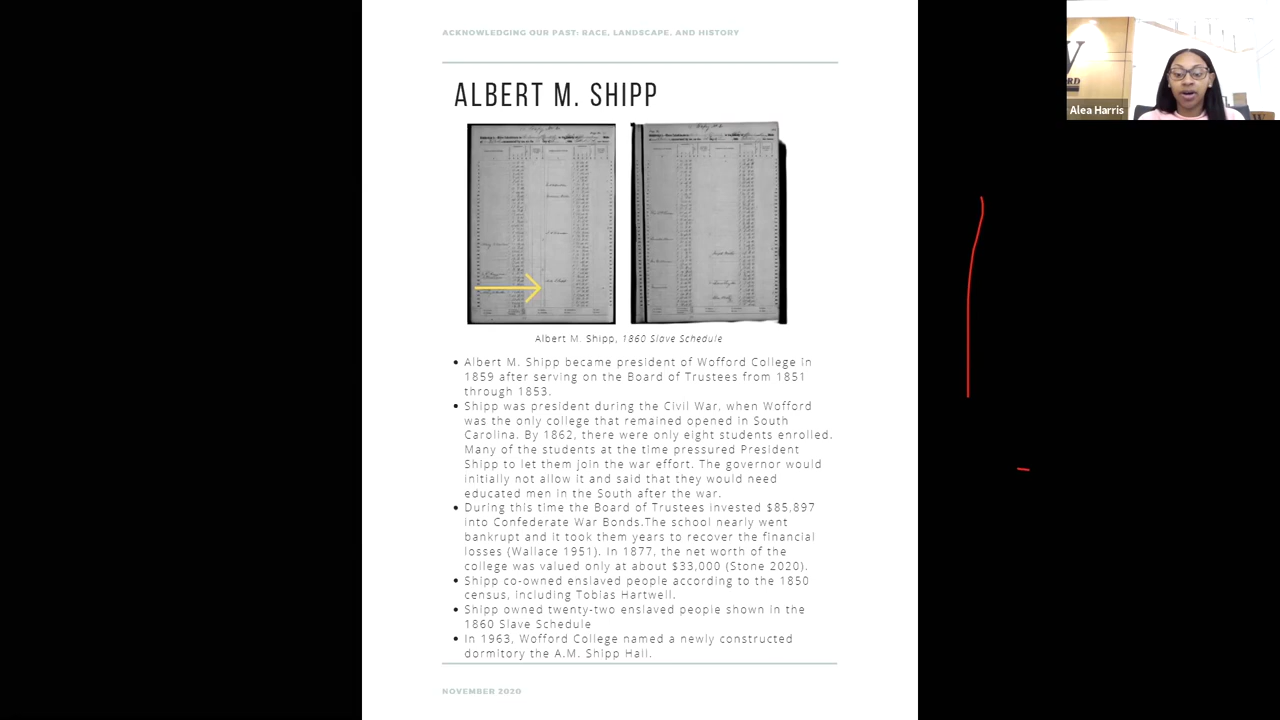 ACKNOWLEDGING OUR PAST: RACE, LANDSCAPE, AND HISTORY
ALBERT M. SHIPP
RD
Alea Harris
Albert M. Shipp, 1860 Slave Schedule
• Albert M. Shipp became president of Wofford College in
1859 after serving on the Board of Trustees from 1851
through 1853.
• Shipp was president during the Civil War, when Wofford
was the only college that remained opened in South
Carolina. By 1862, there were only eight students enrolled.
Many of the students at the time pressured President
Shipp to let them join the war effort. The governor would
initially not allow it and said that they would need
educated men in the South after the war.
• During this time the Board of Trustees invested $85,897
into Confederate War Bonds.The school nearly went
bankrupt and it took them years to recover the financial
losses (Wallace 1951). In 1877, the net worth of the
college was valued only at about $33,000 (Stone 2020).
• Shipp co-owned enslaved people according to the 1850
census, including Tobias Hartwell.
• Shipp owned twenty-two enslaved people shown in the
1860 Slave Schedule
• In 1963, Wofford College named a newly constructed
dormitory the A.M. Shipp Hall.
NOVEMBER 2020